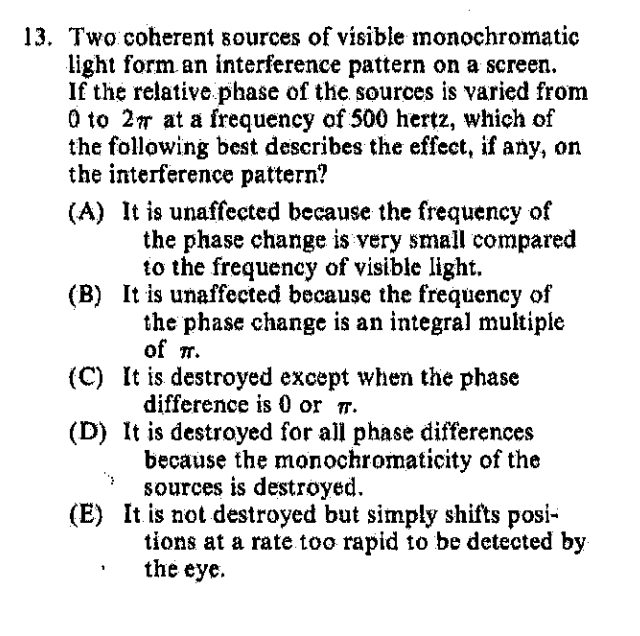 13. Two coherent sources of visible monochromatic
light form an interference pattern on a screen.
If the relative phase of the sources is varied from
0 to 2π at a frequency of 500 hertz, which of
the following best describes the effect, if any, on
the interference pattern?
(A) It is unaffected because the frequency of
the phase change is very small compared
to the frequency of visible light.
(B) It is unaffected because the frequency of
the phase change is an integral multiple
of π.
(C) It is destroyed except when the phase
difference is 0 or π.
(D) It is destroyed for all phase differences
because the monochromaticity of the
sources is destroyed.
(E) It is not destroyed but simply shifts posi-
tions at a rate too rapid to be detected by
the eye.